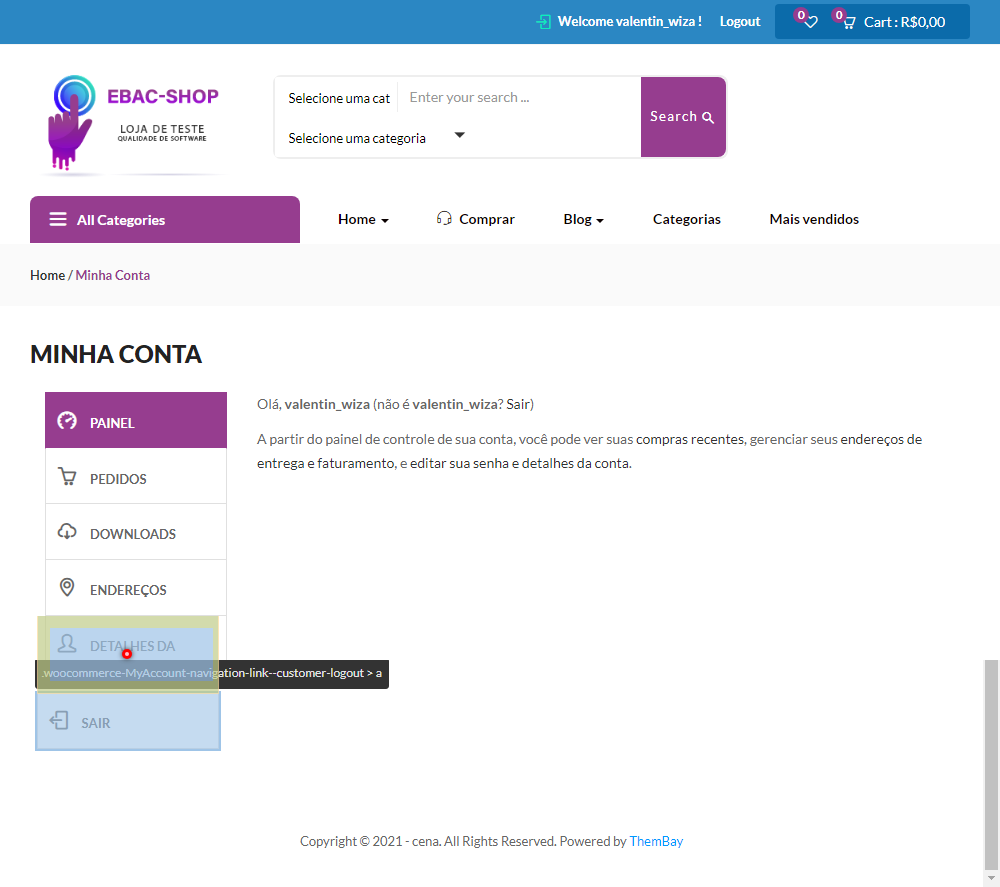 Welcome valentin_wiza ! Logout 0 0 Cart : R$0,00
EBAC-SHOP
LOJA DE TESTE
QUALIDADE DE SOFTWARE
Selecione uma cat Enter your search ...
Search
Selecione uma categoria
All Categories Home Comprar Blog Categorias Mais vendidos
Home / Minha Conta
MINHA CONTA
PAINEL
PEDIDOS
DOWNLOADS
ENDEREÇOS
DETALHES DA
.woocommerce-MyAccount-navigation-link--customer-logout > a
SAIR
Olá, valentin_wiza (não é valentin_wiza? Sair)
A partir do painel de controle de sua conta, você pode ver suas compras recentes, gerenciar seus endereços de
entrega e faturamento, e editar sua senha e detalhes da conta.
Copyright © 2021 - cena. All Rights Reserved. Powered by ThemBay